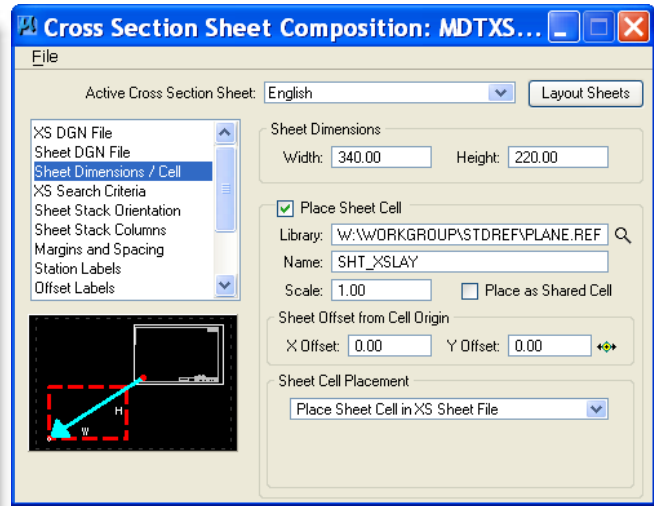 Cross Section Sheet Composition: MDTXS...
File
Active Cross Section Sheet: English Layout Sheets
XS DGN File
Sheet DGN File
Sheet Dimensions / Cell
XS Search Criteria
Sheet Stack Orientation
Sheet Stack Columns
Margins and Spacing
Station Labels
Offset Labels
H
W
Sheet Dimensions
Width: 340.00 Height: 220.00
Place Sheet Cell
Library: W:\WORKGROUP\STDREF\PLANE.REF
Name: SHT_XSLAY
Scale: 1.00 Place as Shared Cell
Sheet Offset from Cell Origin
X Offset: 0.00 Y Offset: 0.00
Sheet Cell Placement
Place Sheet Cell in XS Sheet File